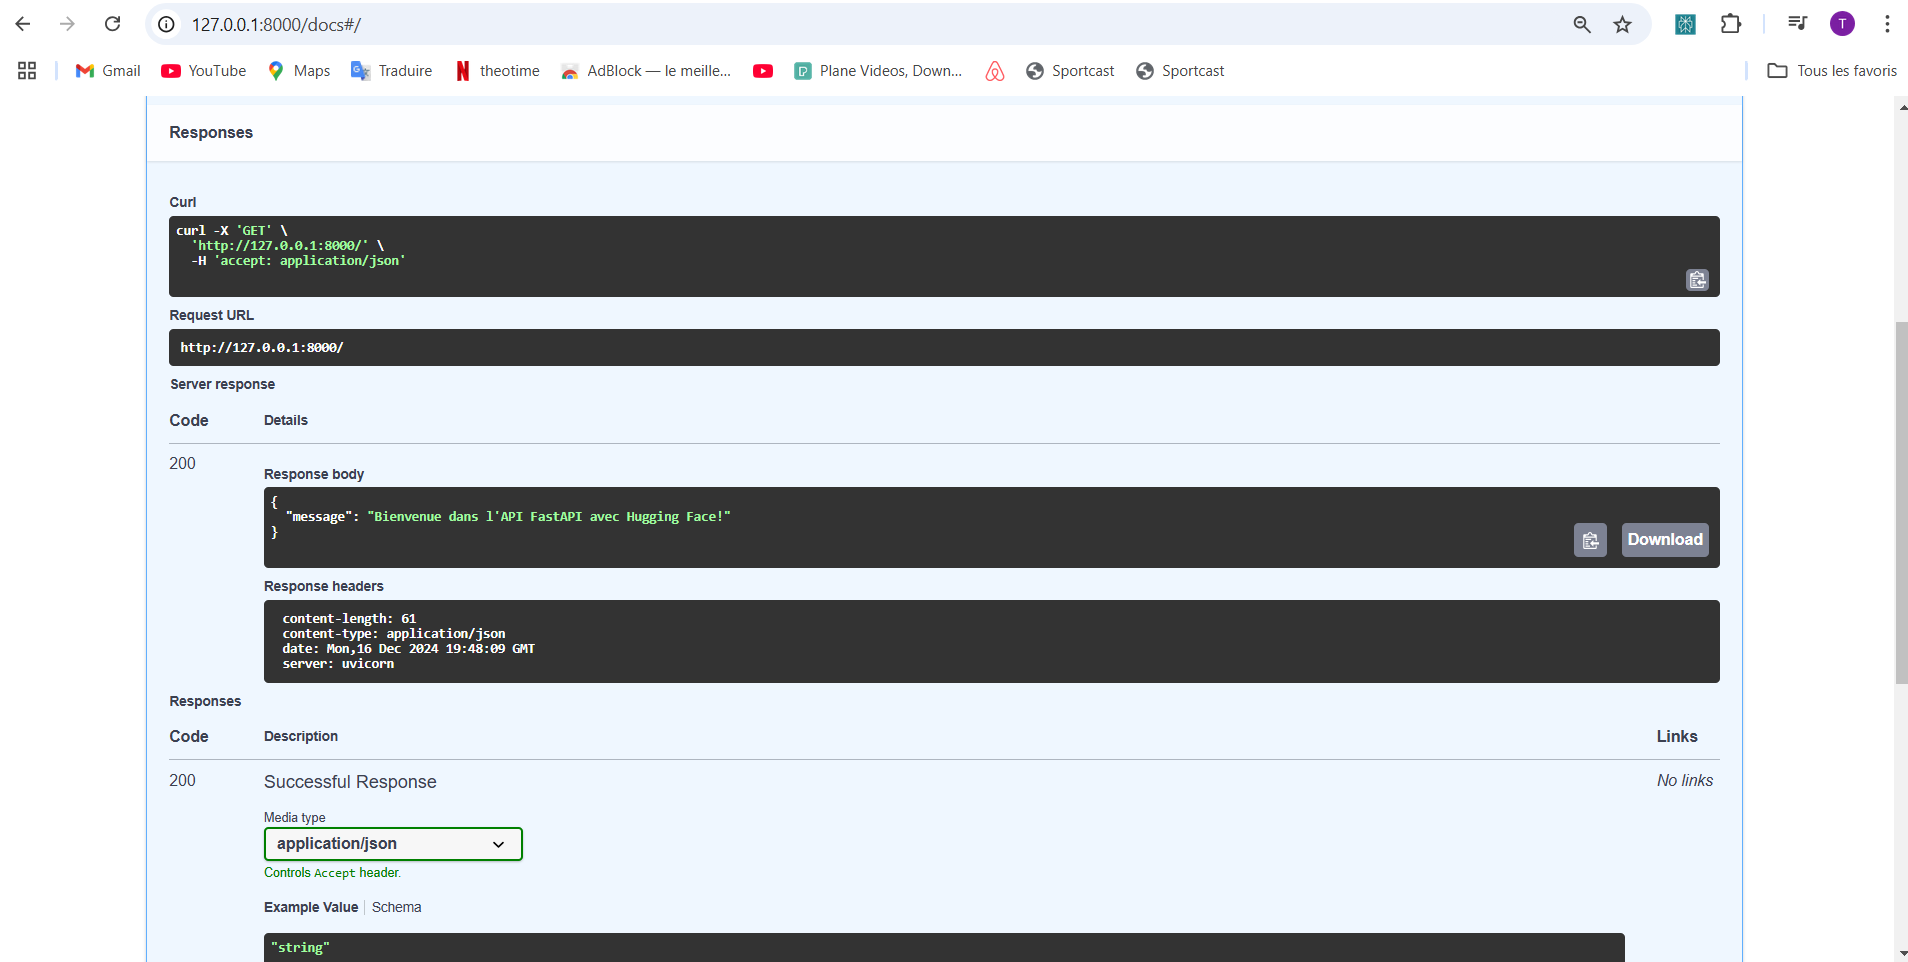 127.0.0.1:8000/docs#/
T
Gmail
YouTube
Maps
Traduire
theotime
AdBlock — le meille...
Plane Videos, Down...
Sportcast
Sportcast
Tous les favoris
Responses
Curl
curl -X 'GET' \
'http://127.0.0.1:8000/' \
-H 'accept: application/json'
Request URL
http://127.0.0.1:8000/
Server response
Code Details
200
Response body
{
"message": "Bienvenue dans l'API FastAPI avec Hugging Face!"
}
Download
Response headers
content-length: 61
content-type: application/json
date: Mon,16 Dec 2024 19:48:09 GMT
server: uvicorn
Responses
Code Description Links
200 Successful Response No links
Media type
application/json
Controls Accept header.
Example Value Schema
"string"